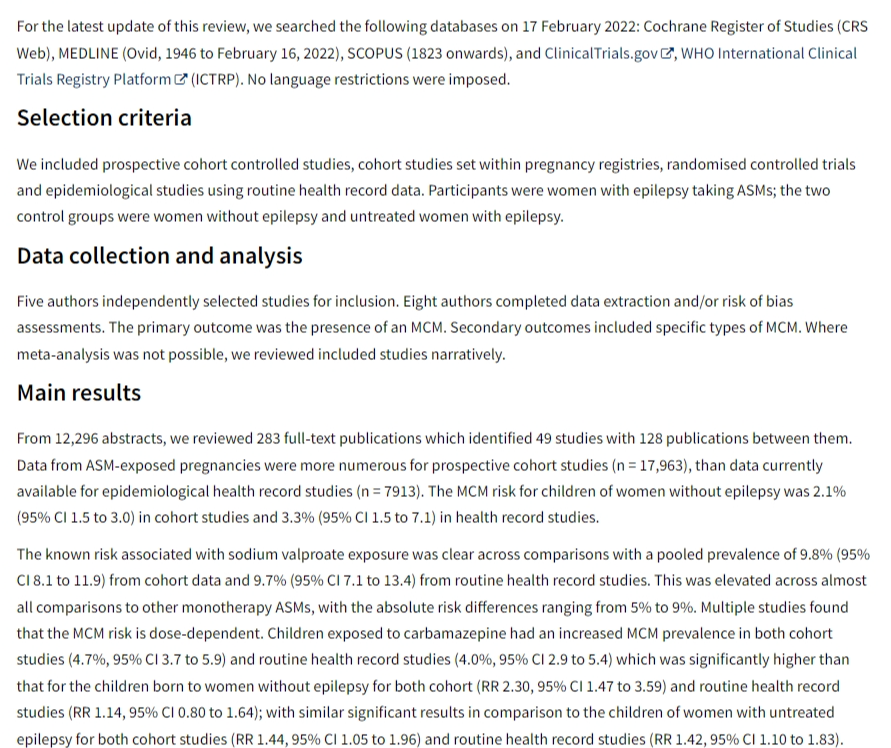 For the latest update of this review, we searched the following databases on 17 February 2022: Cochrane Register of Studies (CRS
Web), MEDLINE (Ovid, 1946 to February 16, 2022), SCOPUS (1823 onwards), and ClinicalTrials.gov, WHO International Clinical
Trials Registry Platform (ICTRP). No language restrictions were imposed.
Selection criteria
We included prospective cohort controlled studies, cohort studies set within pregnancy registries, randomised controlled trials
and epidemiological studies using routine health record data. Participants were women with epilepsy taking ASMs; the two
control groups were women without epilepsy and untreated women with epilepsy.
Data collection and analysis
Five authors independently selected studies for inclusion. Eight authors completed data extraction and/or risk of bias
assessments. The primary outcome was the presence of an MCM. Secondary outcomes included specific types of MCM. Where
meta-analysis was not possible, we reviewed included studies narratively.
Main results
From 12,296 abstracts, we reviewed 283 full-text publications which identified 49 studies with 128 publications between them.
Data from ASM-exposed pregnancies were more numerous for prospective cohort studies (n = 17,963), than data currently
available for epidemiological health record studies (n = 7913). The MCM risk for children of women without epilepsy was 2.1%
(95% CI 1.5 to 3.0) in cohort studies and 3.3% (95% CI 1.5 to 7.1) in health record studies.
The known risk associated with sodium valproate exposure was clear across comparisons with a pooled prevalence of 9.8% (95%
CI 8.1 to 11.9) from cohort data and 9.7% (95% CI 7.1 to 13.4) from routine health record studies. This was elevated across almost
all comparisons to other monotherapy ASMs, with the absolute risk differences ranging from 5% to 9%. Multiple studies found
that the MCM risk is dose-dependent. Children exposed to carbamazepine had an increased MCM prevalence in both cohort
studies (4.7%, 95% CI 3.7 to 5.9) and routine health record studies (4.0%, 95% CI 2.9 to 5.4) which was significantly higher than
that for the children born to women without epilepsy for both cohort (RR 2.30, 95% CI 1.47 to 3.59) and routine health record
studies (RR 1.14, 95% CI 0.80 to 1.64); with similar significant results in comparison to the children of women with untreated
epilepsy for both cohort studies (RR 1.44, 95% CI 1.05 to 1.96) and routine health record studies (RR 1.42, 95% CI 1.10 to 1.83).